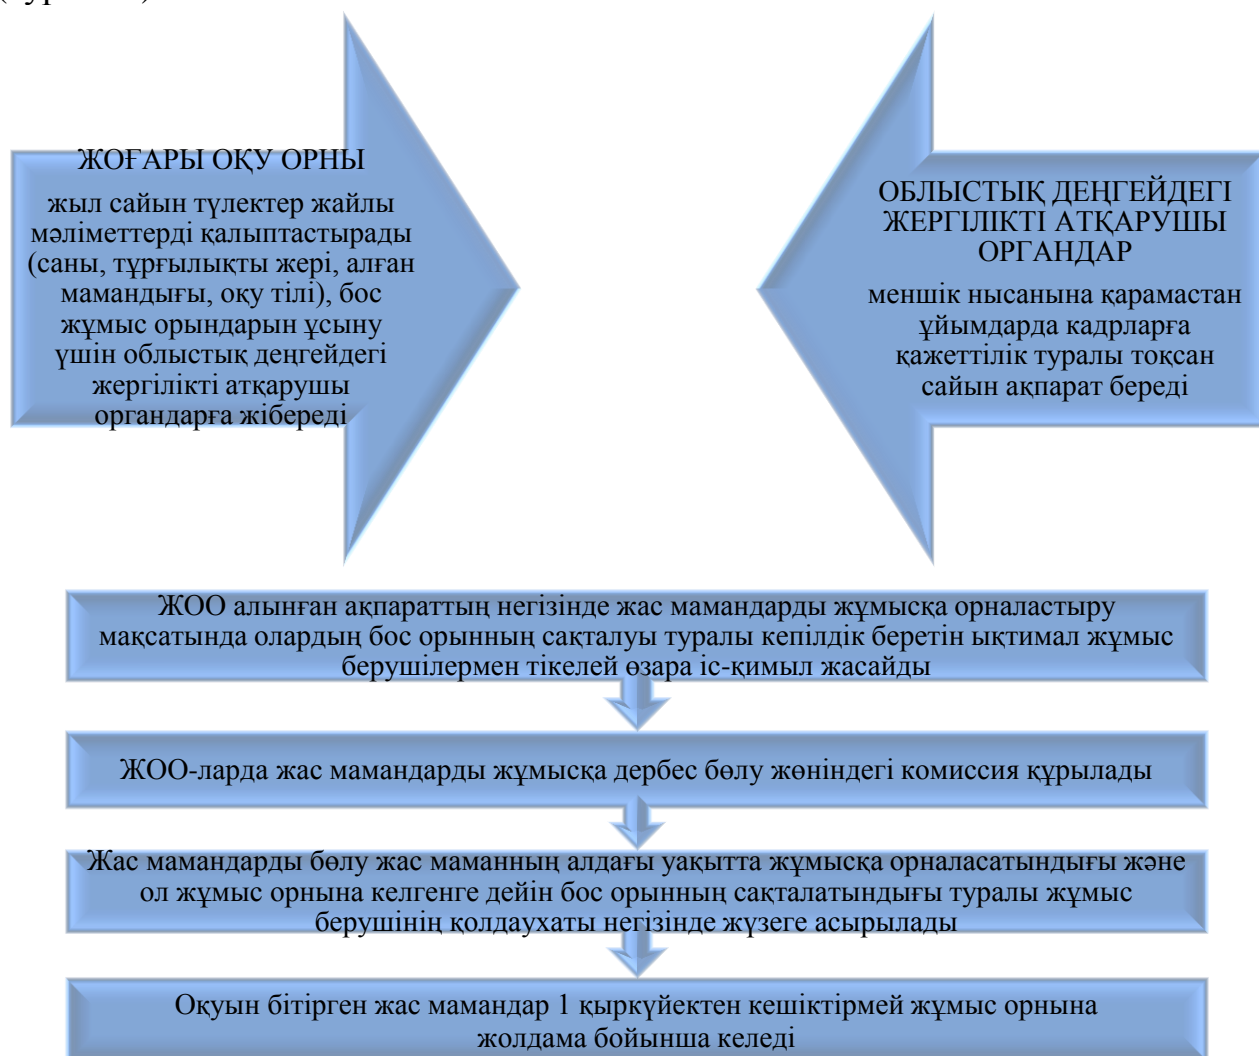 ЖОҒАРЫ ОҚУ ОРНЫ
жыл сайын түлектер жайлы
мәліметтерді қалыптастырады
(саны, тұрғылықты жері, алған
мамандығы, оқу тілі), бос
жұмыс орындарын ұсыну
үшін облыстық деңгейдегі
жергілікті атқарушы
органдарға жібереді
ОБЛЫСТЫҚ ДЕҢГЕЙДЕГІ
ЖЕРГІЛІКТІ АТҚАРУШЫ
ОРГАНДАР
меншік нысанына қарамастан
ұйымдарда кадрларға
қажеттілік туралы тоқсан
сайын ақпарат береді
ЖОО алынған ақпараттың негізінде жас мамандарды жұмысқа орналастыру
мақсатында олардың бос орынның сақталуы туралы кепілдік беретін ықтимал жұмыс
берушілермен тікелей өзара іс-қимыл жасайды
ЖОО-ларда жас мамандарды жұмысқа дербес бөлу жөніндегі комиссия құрылады
Жас мамандарды бөлу жас маманның алдағы уақытта жұмысқа орналасатындығы және
ол жұмыс орнына келгенге дейін бос орынның сақталатындығы туралы жұмыс
берушінің қолдаухаты негізінде жүзеге асырылады
Оқуын бітірген жас мамандар 1 қыркүйектен кешіктірмей жұмыс орнына
жолдама бойынша келеді